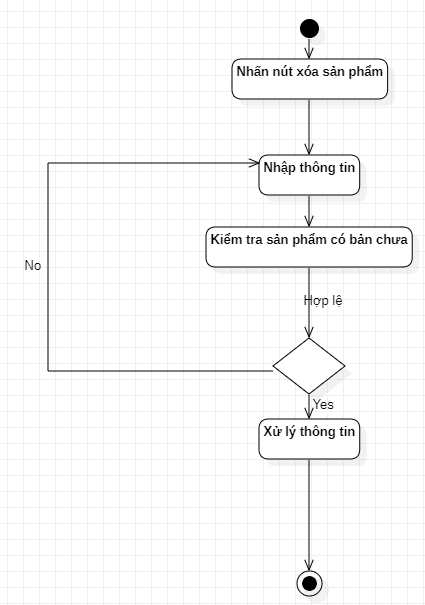 Nhấn nút xóa sản phẩm
Nhập thông tin
Kiểm tra sản phẩm có bản chưa
No
Hợp lệ
Yes
Xử lý thông tin